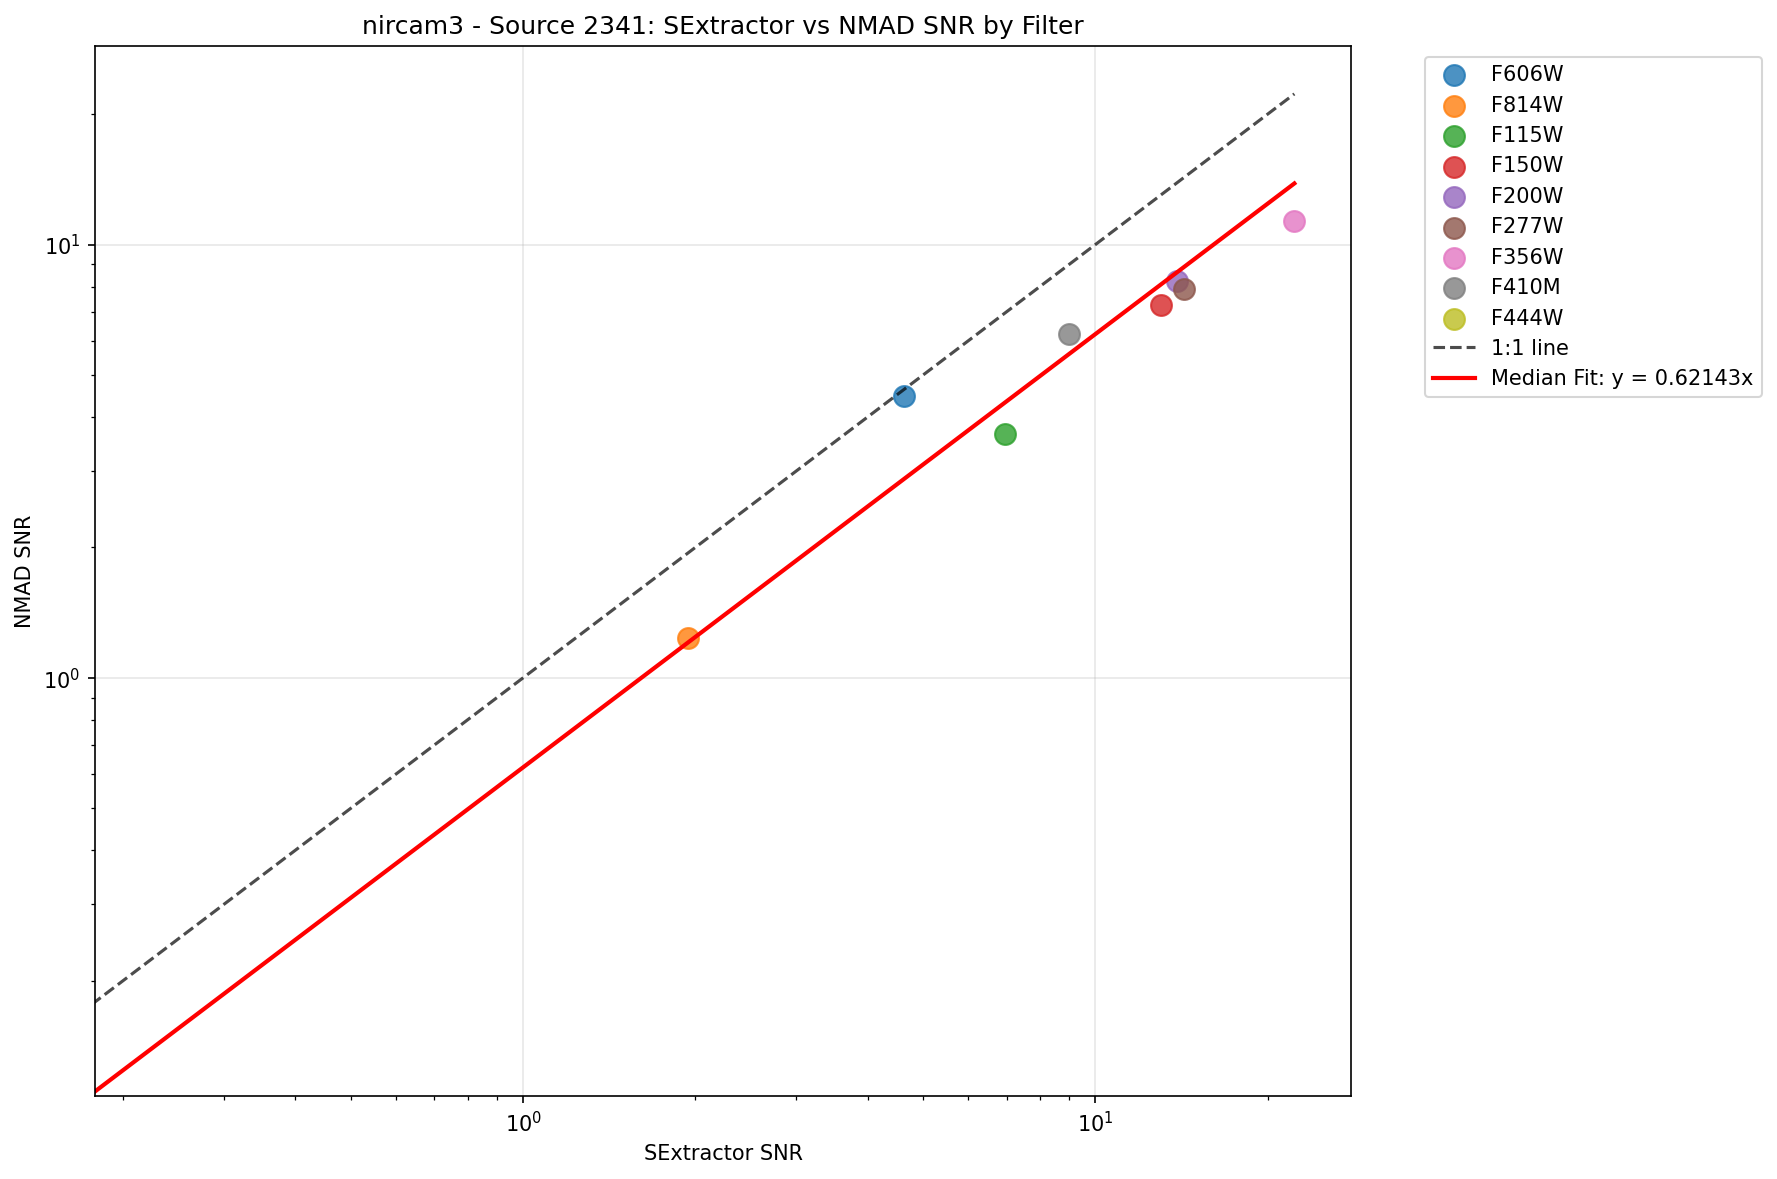 nircam3 - Source 2341: SExtractor vs NMAD SNR by Filter
F606W
F814W
F115W
F150W
F200W
F277W
F356W
F410M
F444W
1:1 line
Median Fit: y = 0.62143x
NMAD SNR
10¹
10⁰
10⁰
10¹
SExtractor SNR